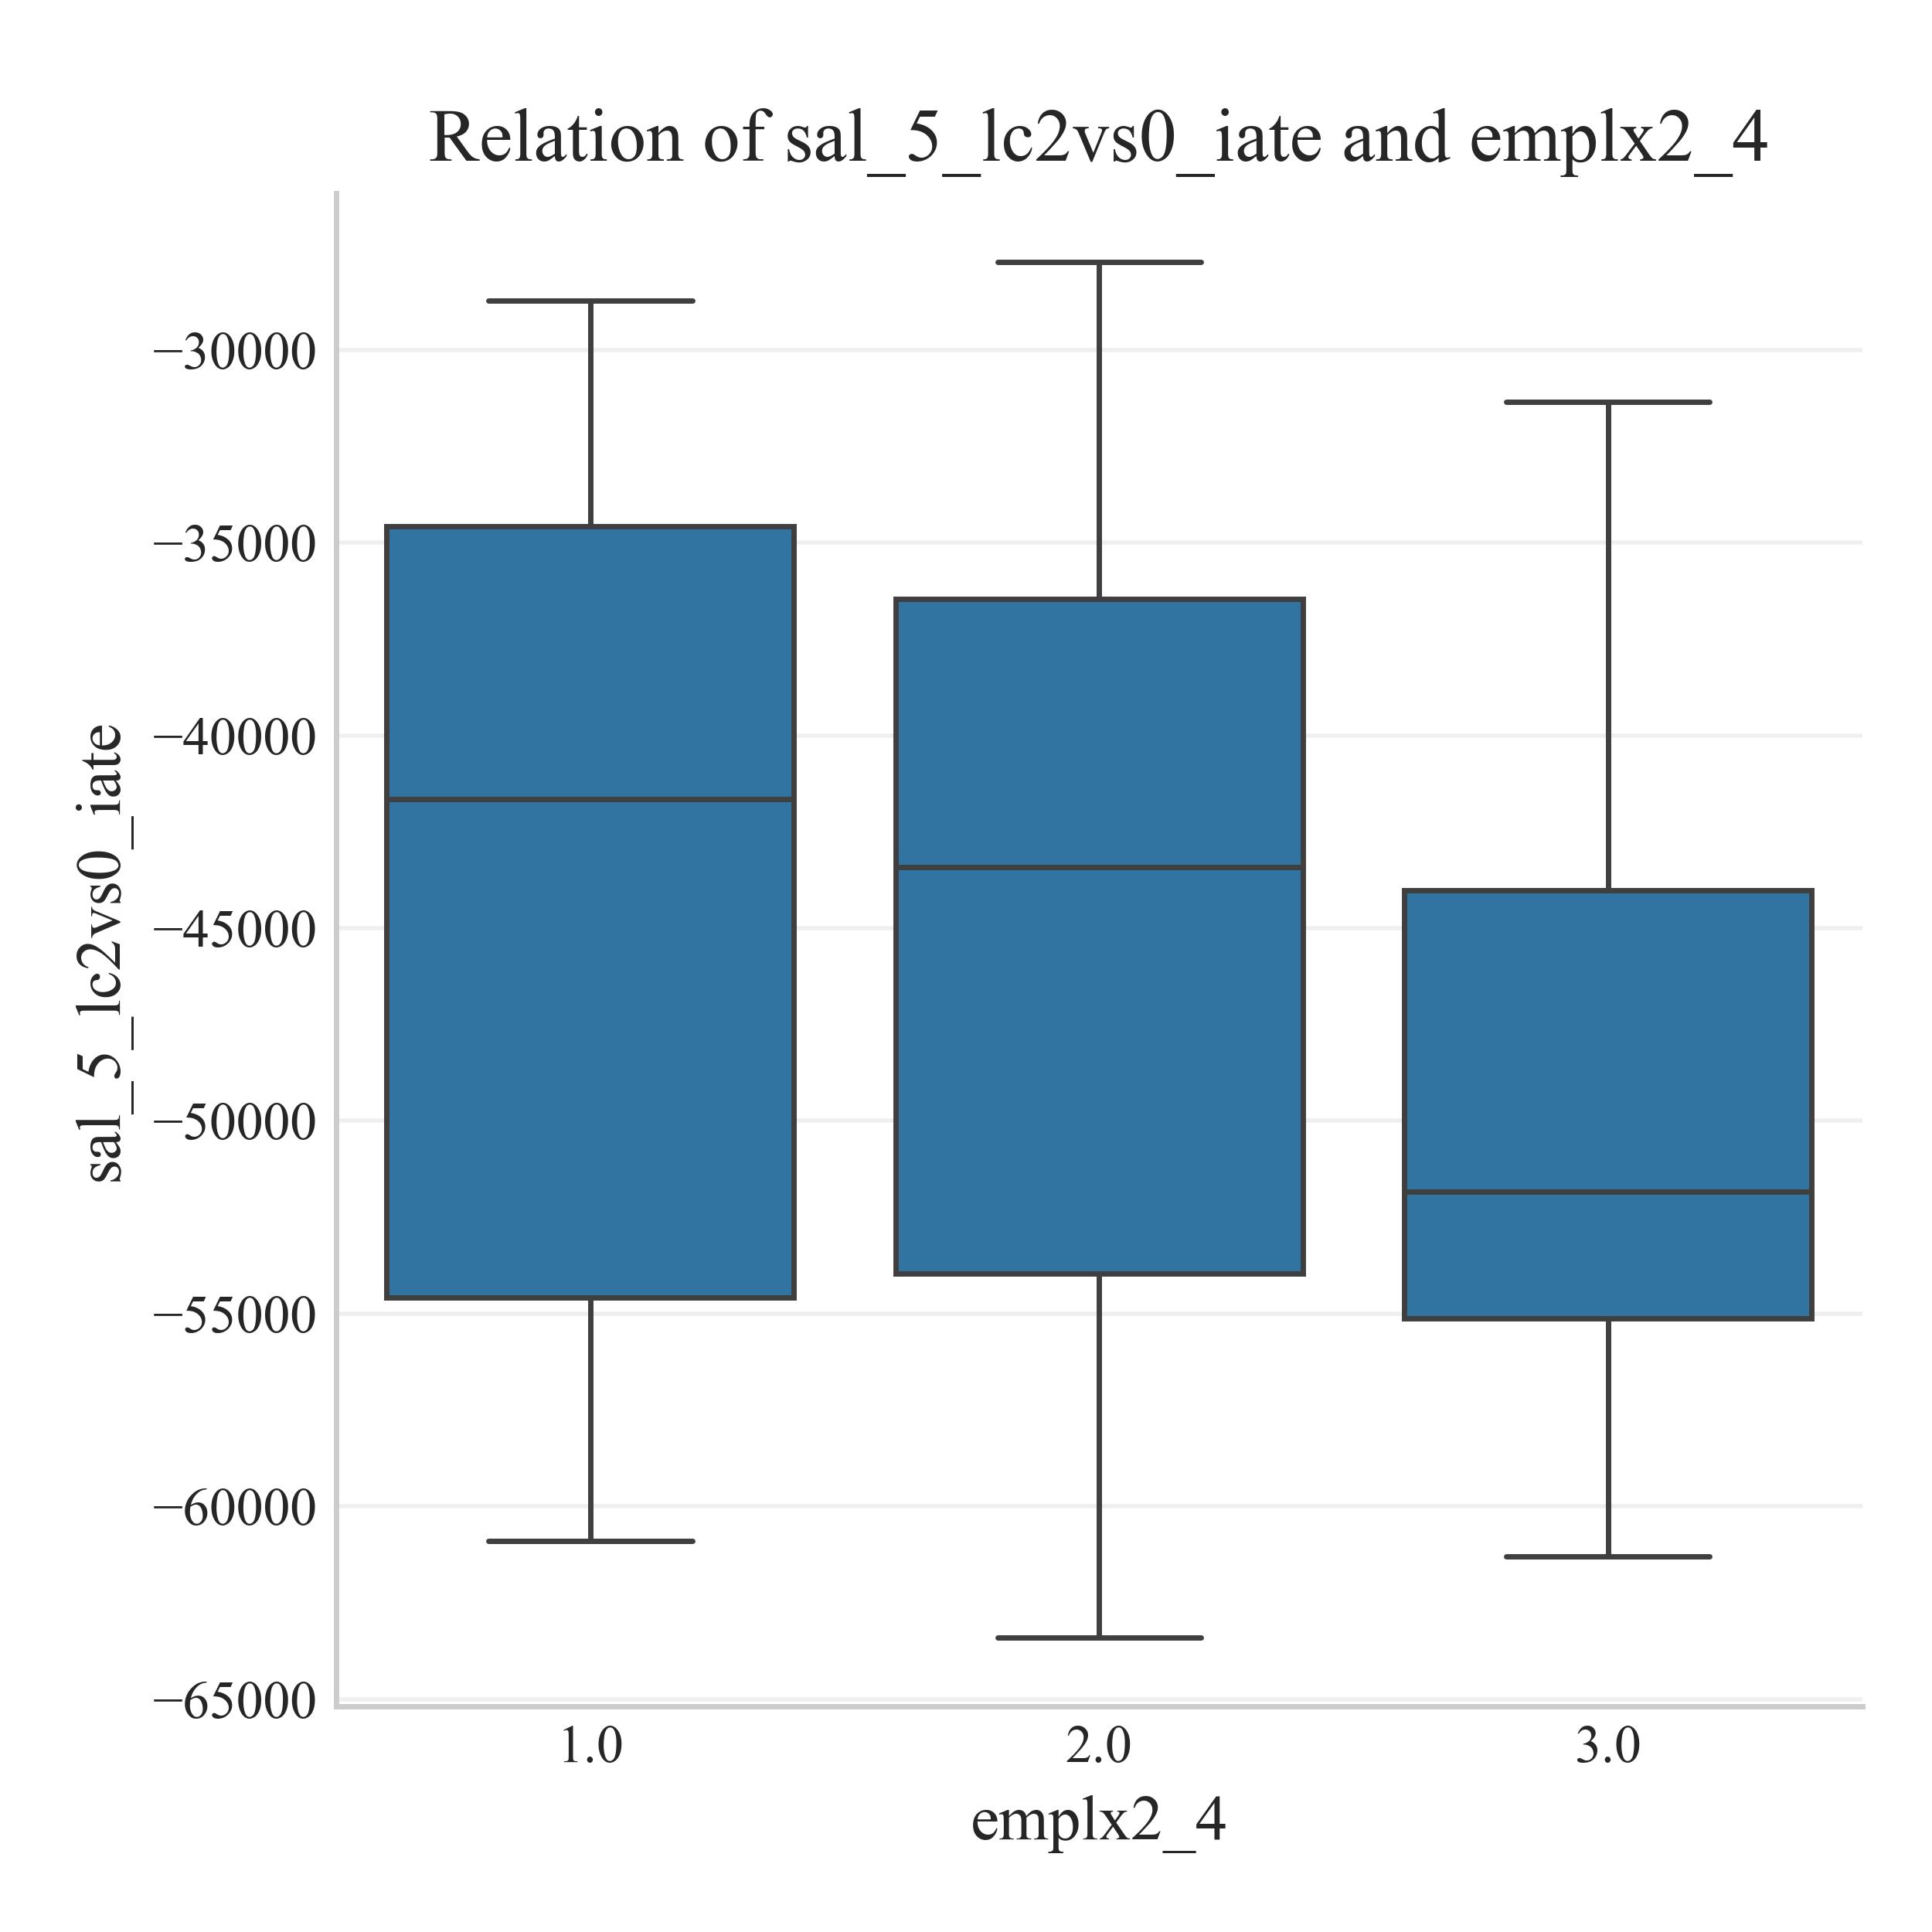 Relation of sal_5_lc2vs0_iate and emplx2_4
sal_5_lc2vs0_iate
−30000
−35000
−40000
−45000
−50000
−55000
−60000
−65000
1.0 2.0 3.0
emplx2_4